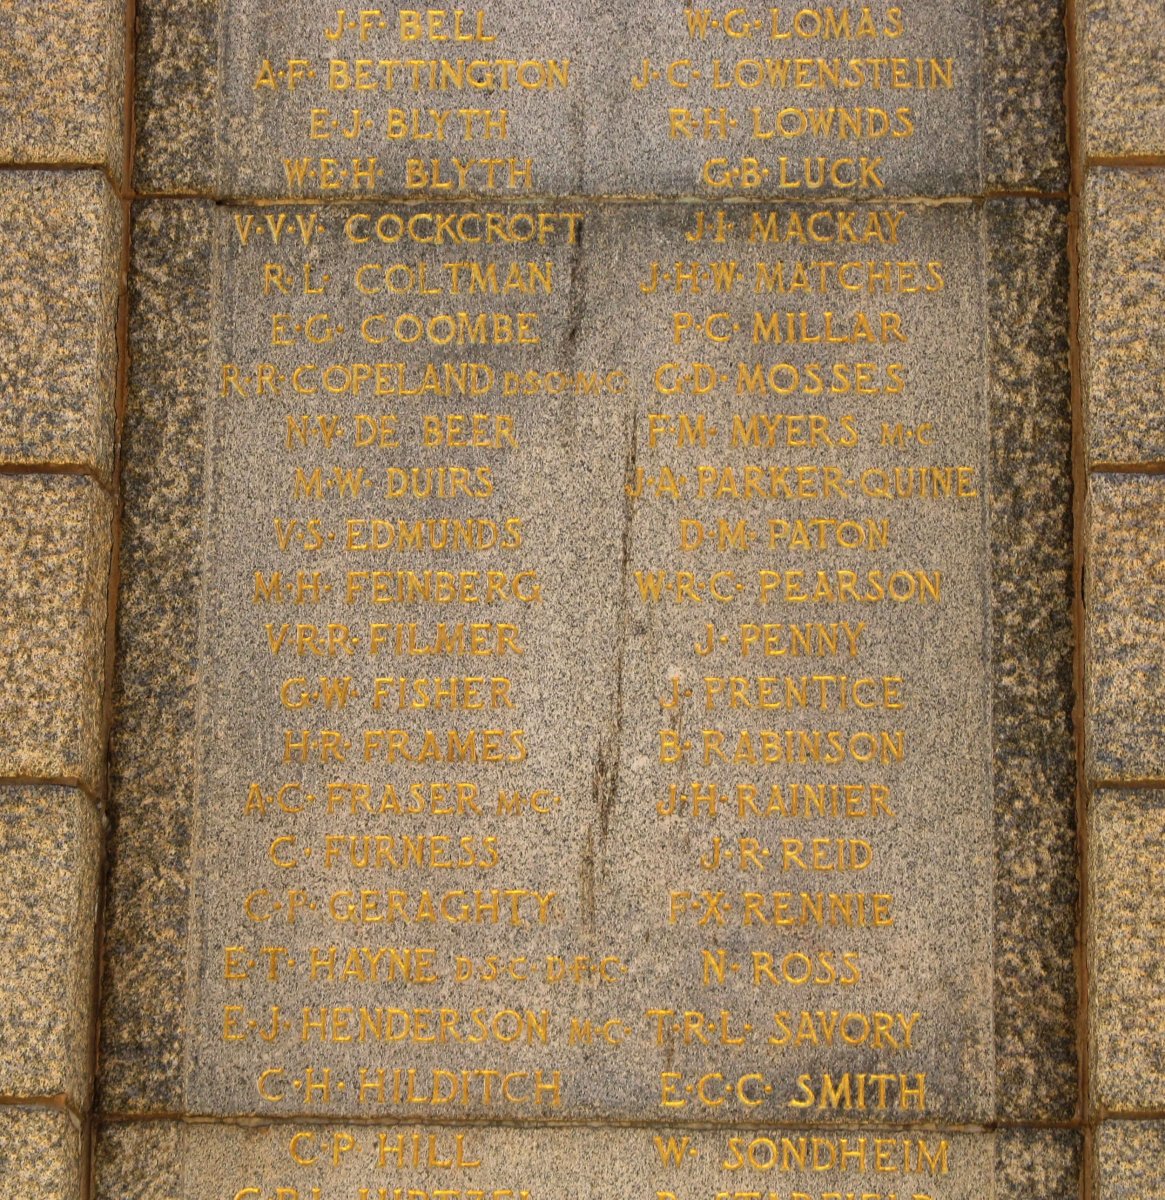 J·F· BELL
A·F· BETTINGTON
E·J· BLYTH
W·E·H· BLYTH
V·V·V· COCKCROFT
R·L· COLTMAN
E·G· COOMBE
R·R· COPELAND D·S·O·M·C·
N·V· DE BEER
M·W· DUIRS
V·S· EDMUNDS
M·H· FEINBERG
V·R·R· FILMER
G·W· FISHER
H·R· FRAMES
A·C· FRASER M·C·
C· FURNESS
C·P· GERAGHTY
E·T· HAYNE D·S·C·D·F·C·
E·J· HENDERSON M·C·
C·H· HILDITCH
C·P· HILL
W·G· LOMAS
J·C· LOWENSTEIN
R·H· LOWNDS
G·B· LUCK
J·I· MACKAY
J·H·W· MATCHES
P·C· MILLAR
G·D· MOSSES
F·M· MYERS M·C·
J·A· PARKER-QUINE
D·M· PATON
W·R·C· PEARSON
J· PENNY
J· PRENTICE
B· RABINSON
J·H· RAINIER
J·R· REID
F·X· RENNIE
N· ROSS
T·R·L· SAVORY
E·C·C· SMITH
W· SONDHEIM